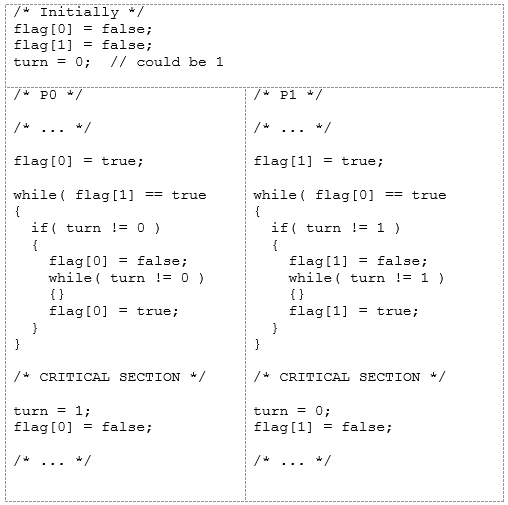 /* Initially */
flag[0] = false;
flag[1] = false;
turn = 0;  // could be 1
/* P0 */
/* ... */
flag[0] = true;
while( flag[1] == true
{
  if( turn != 0 )
  {
    flag[0] = false;
    while( turn != 0 )
    {}
    flag[0] = true;
  }
}
/* CRITICAL SECTION */
turn = 1;
flag[0] = false;
/* ... */
/* P1 */
/* ... */
flag[1] = true;
while( flag[0] == true
{
  if( turn != 1 )
  {
    flag[1] = false;
    while( turn != 1 )
    {}
    flag[1] = true;
  }
}
/* CRITICAL SECTION */
turn = 0;
flag[1] = false;
/* ... */